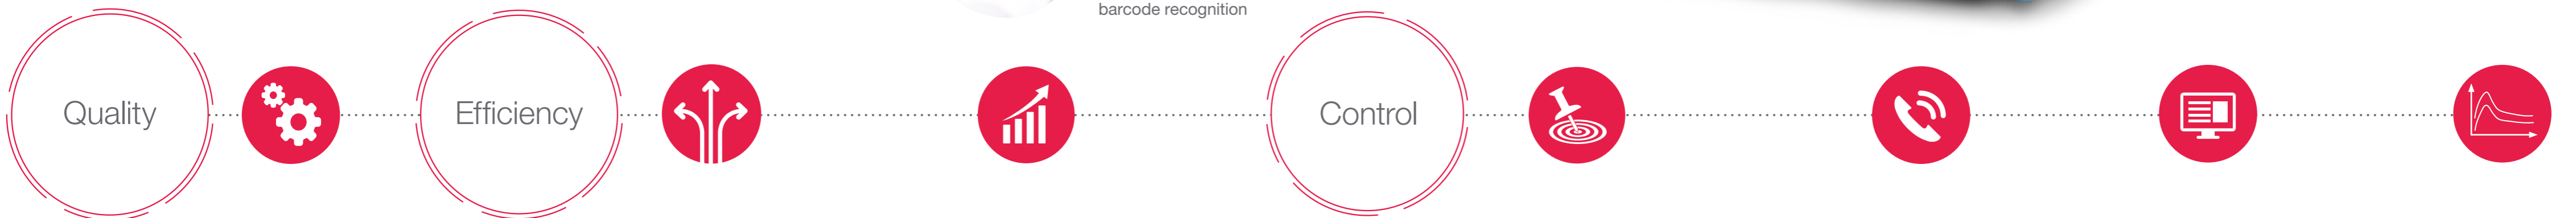 barcode recognition
Quality
Efficiency
Control